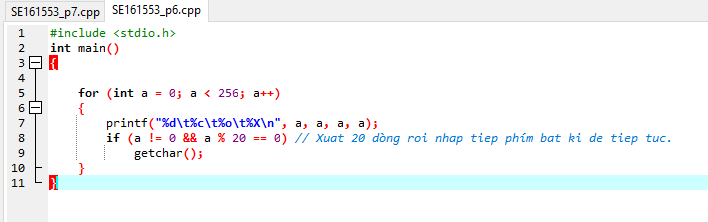 SE161553_p7.cpp SE161553_p6.cpp
1 #include <stdio.h>
2 int main()
3 {
4
5 for (int a = 0; a < 256; a++)
6 {
7 printf("%d\t%c\t%o\t%X\n", a, a, a, a);
8 if (a != 0 && a % 20 == 0) // Xuat 20 dòng roi nhap tiep phím bat ki de tiep tuc.
9 getchar();
10 }
11 }